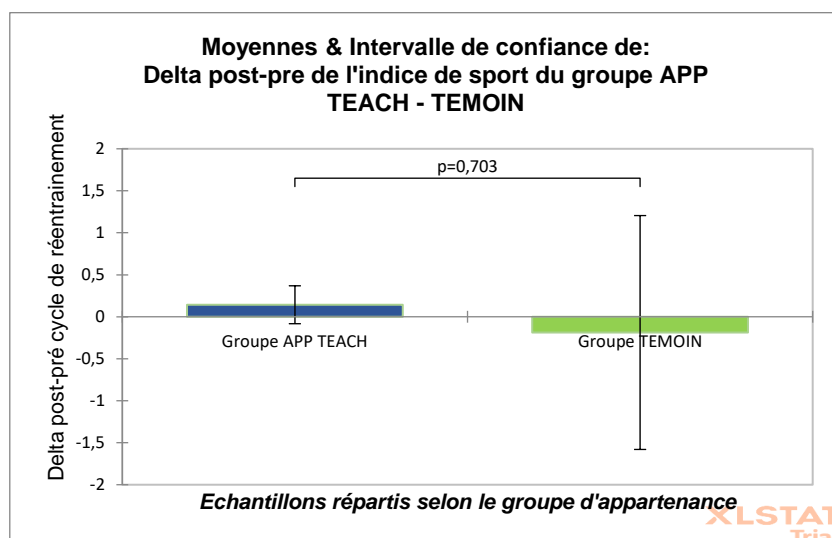 Moyennes & Intervalle de confiance de:
Delta post-pre de l'indice de sport du groupe APP
TEACH - TEMOIN
Delta post-pré cycle de réentrainement
2
1,5
1
0,5
0
-0,5
-1
-1,5
-2
p=0,703
Groupe APP TEACH
Groupe TEMOIN
Echantillons répartis selon le groupe d'appartenance
XLSTAT
Tria